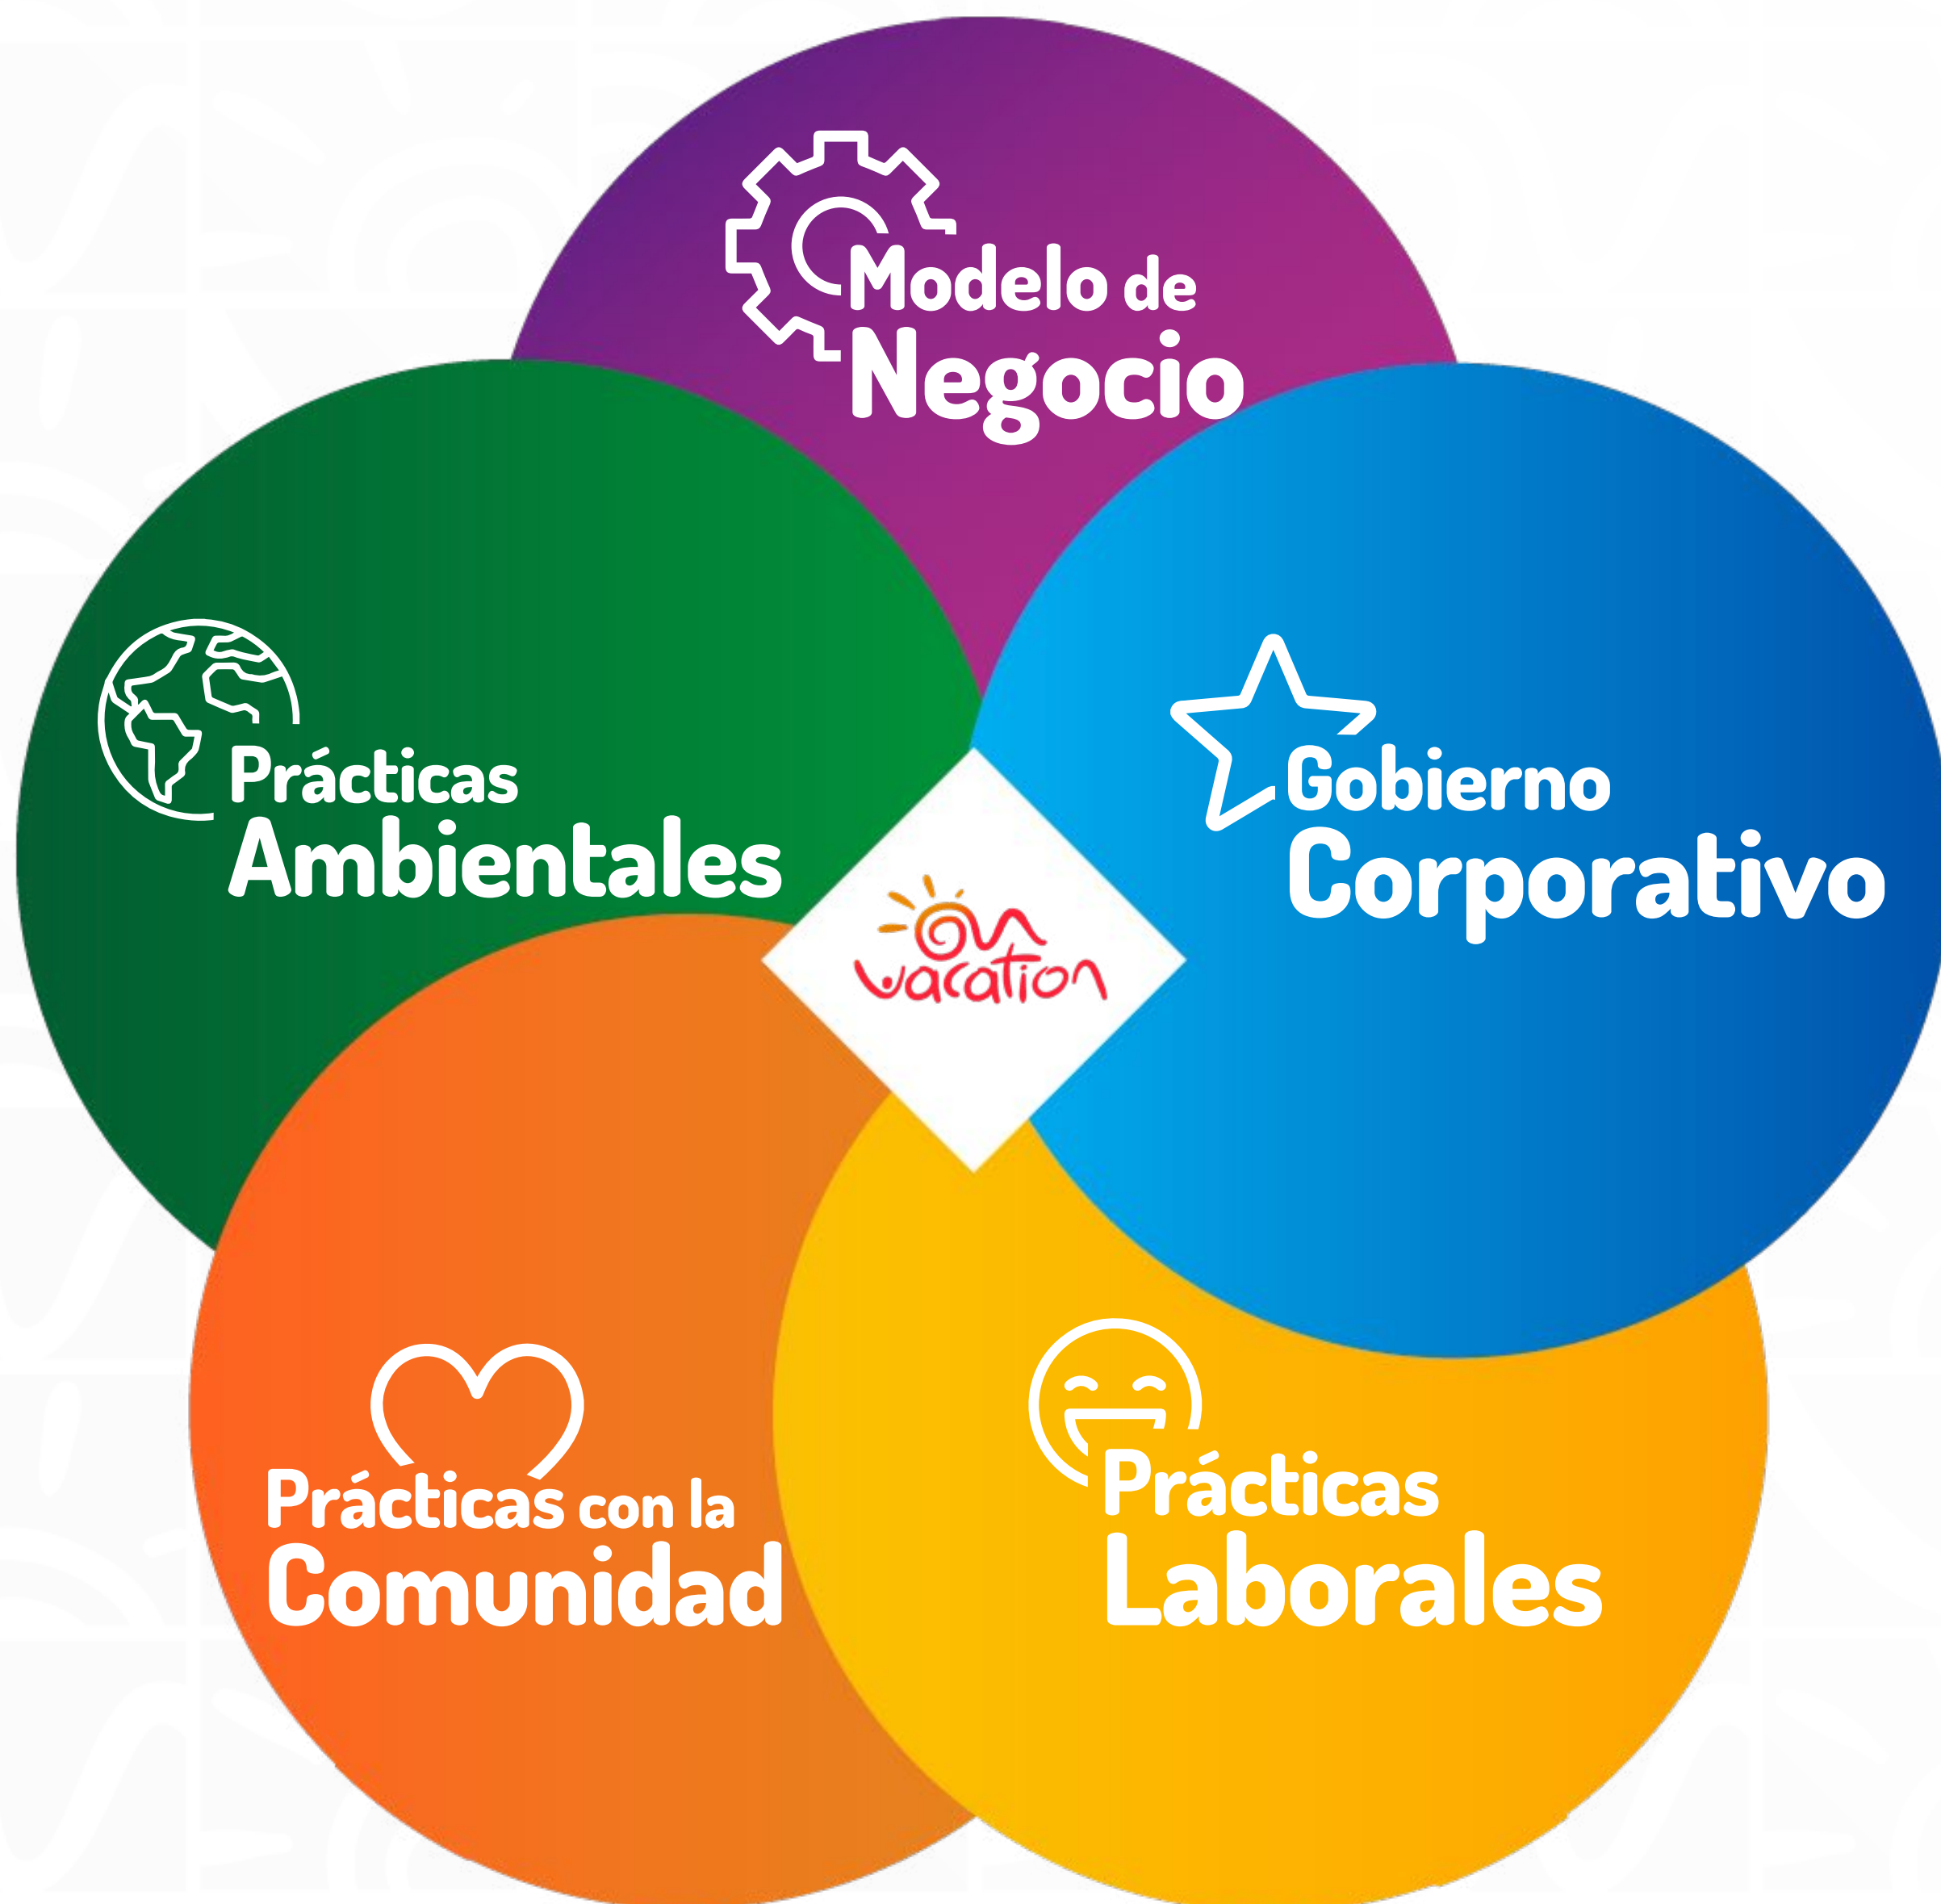 Modelo de
Negocio
Prácticas
Ambientales
Gobierno
Corporativo
On
vacation
Prácticas con la
Comunidad
Prácticas
Laborales